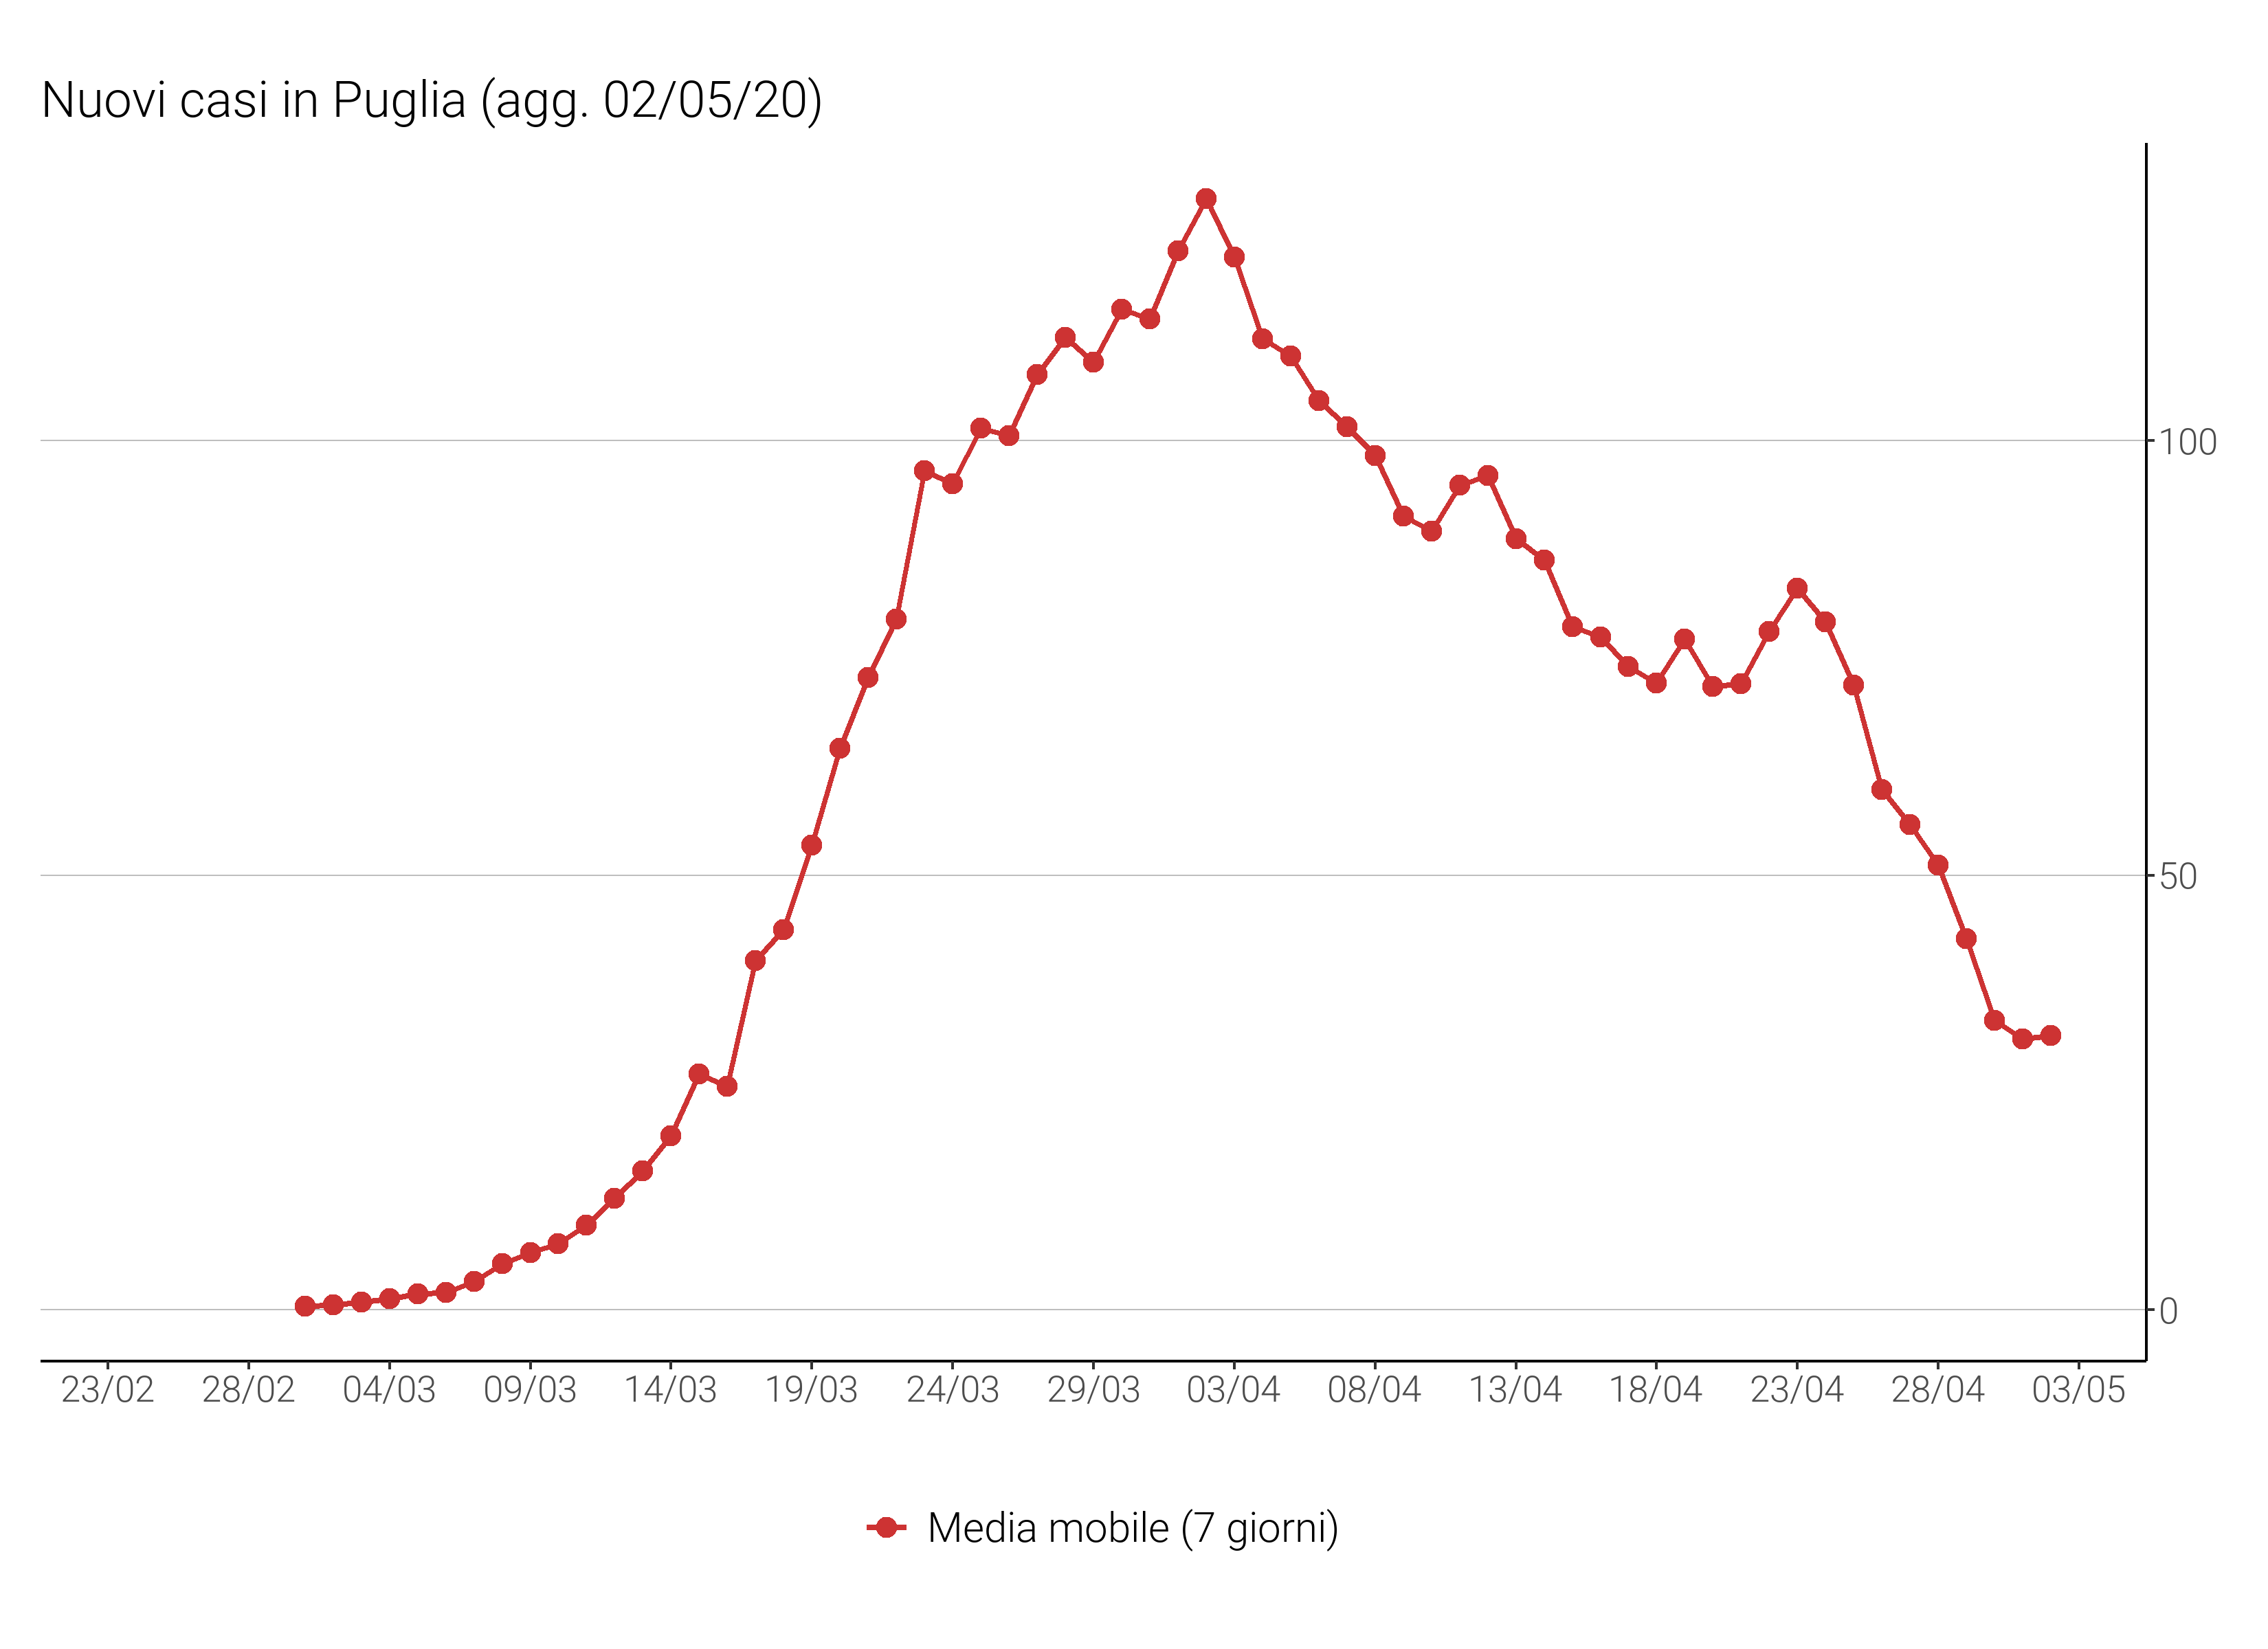 Nuovi casi in Puglia (agg. 02/05/20)
100
50
0
23/02 28/02 04/03 09/03 14/03 19/03 24/03 29/03 03/04 08/04 13/04 18/04 23/04 28/04 03/05
Media mobile (7 giorni)